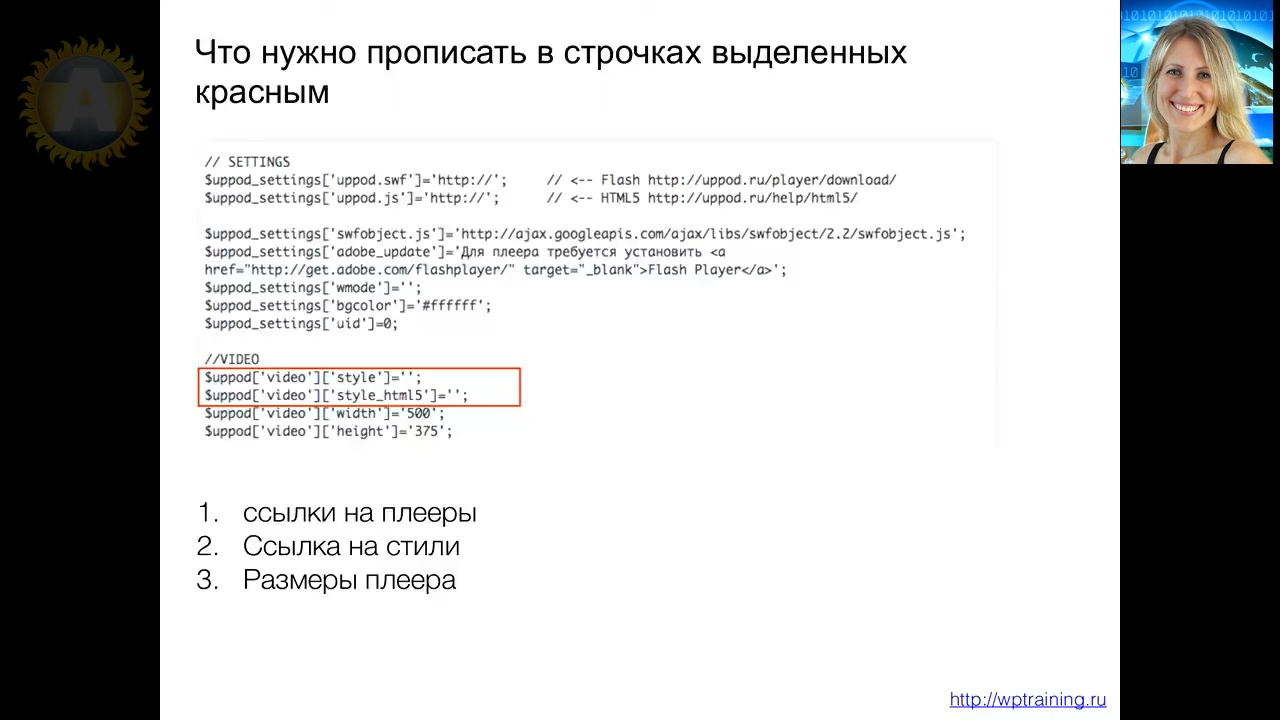 Что нужно прописать в строчках выделенных
красным
// SETTINGS
$uppod_settings['uppod.swf']='http://';     // <-- Flash http://uppod.ru/player/download/
$uppod_settings['uppod.js']='http://';      // <-- HTML5 http://uppod.ru/help/html5/
$uppod_settings['swfobject.js']='http://ajax.googleapis.com/ajax/libs/swfobject/2.2/swfobject.js';
$uppod_settings['adobe_update']='Для плеера требуется установить <a
href="http://get.adobe.com/flashplayer/" target="_blank">Flash Player</a>';
$uppod_settings['wmode']='';
$uppod_settings['bgcolor']='#ffffff';
$uppod_settings['uid']=0;
//VIDEO
$uppod['video']['style']='';
$uppod['video']['style_html5']='';
$uppod['video']['width']='500';
$uppod['video']['height']='375';
1. ссылки на плееры
2. Ссылка на стили
3. Размеры плеера
http://wptraining.ru
A